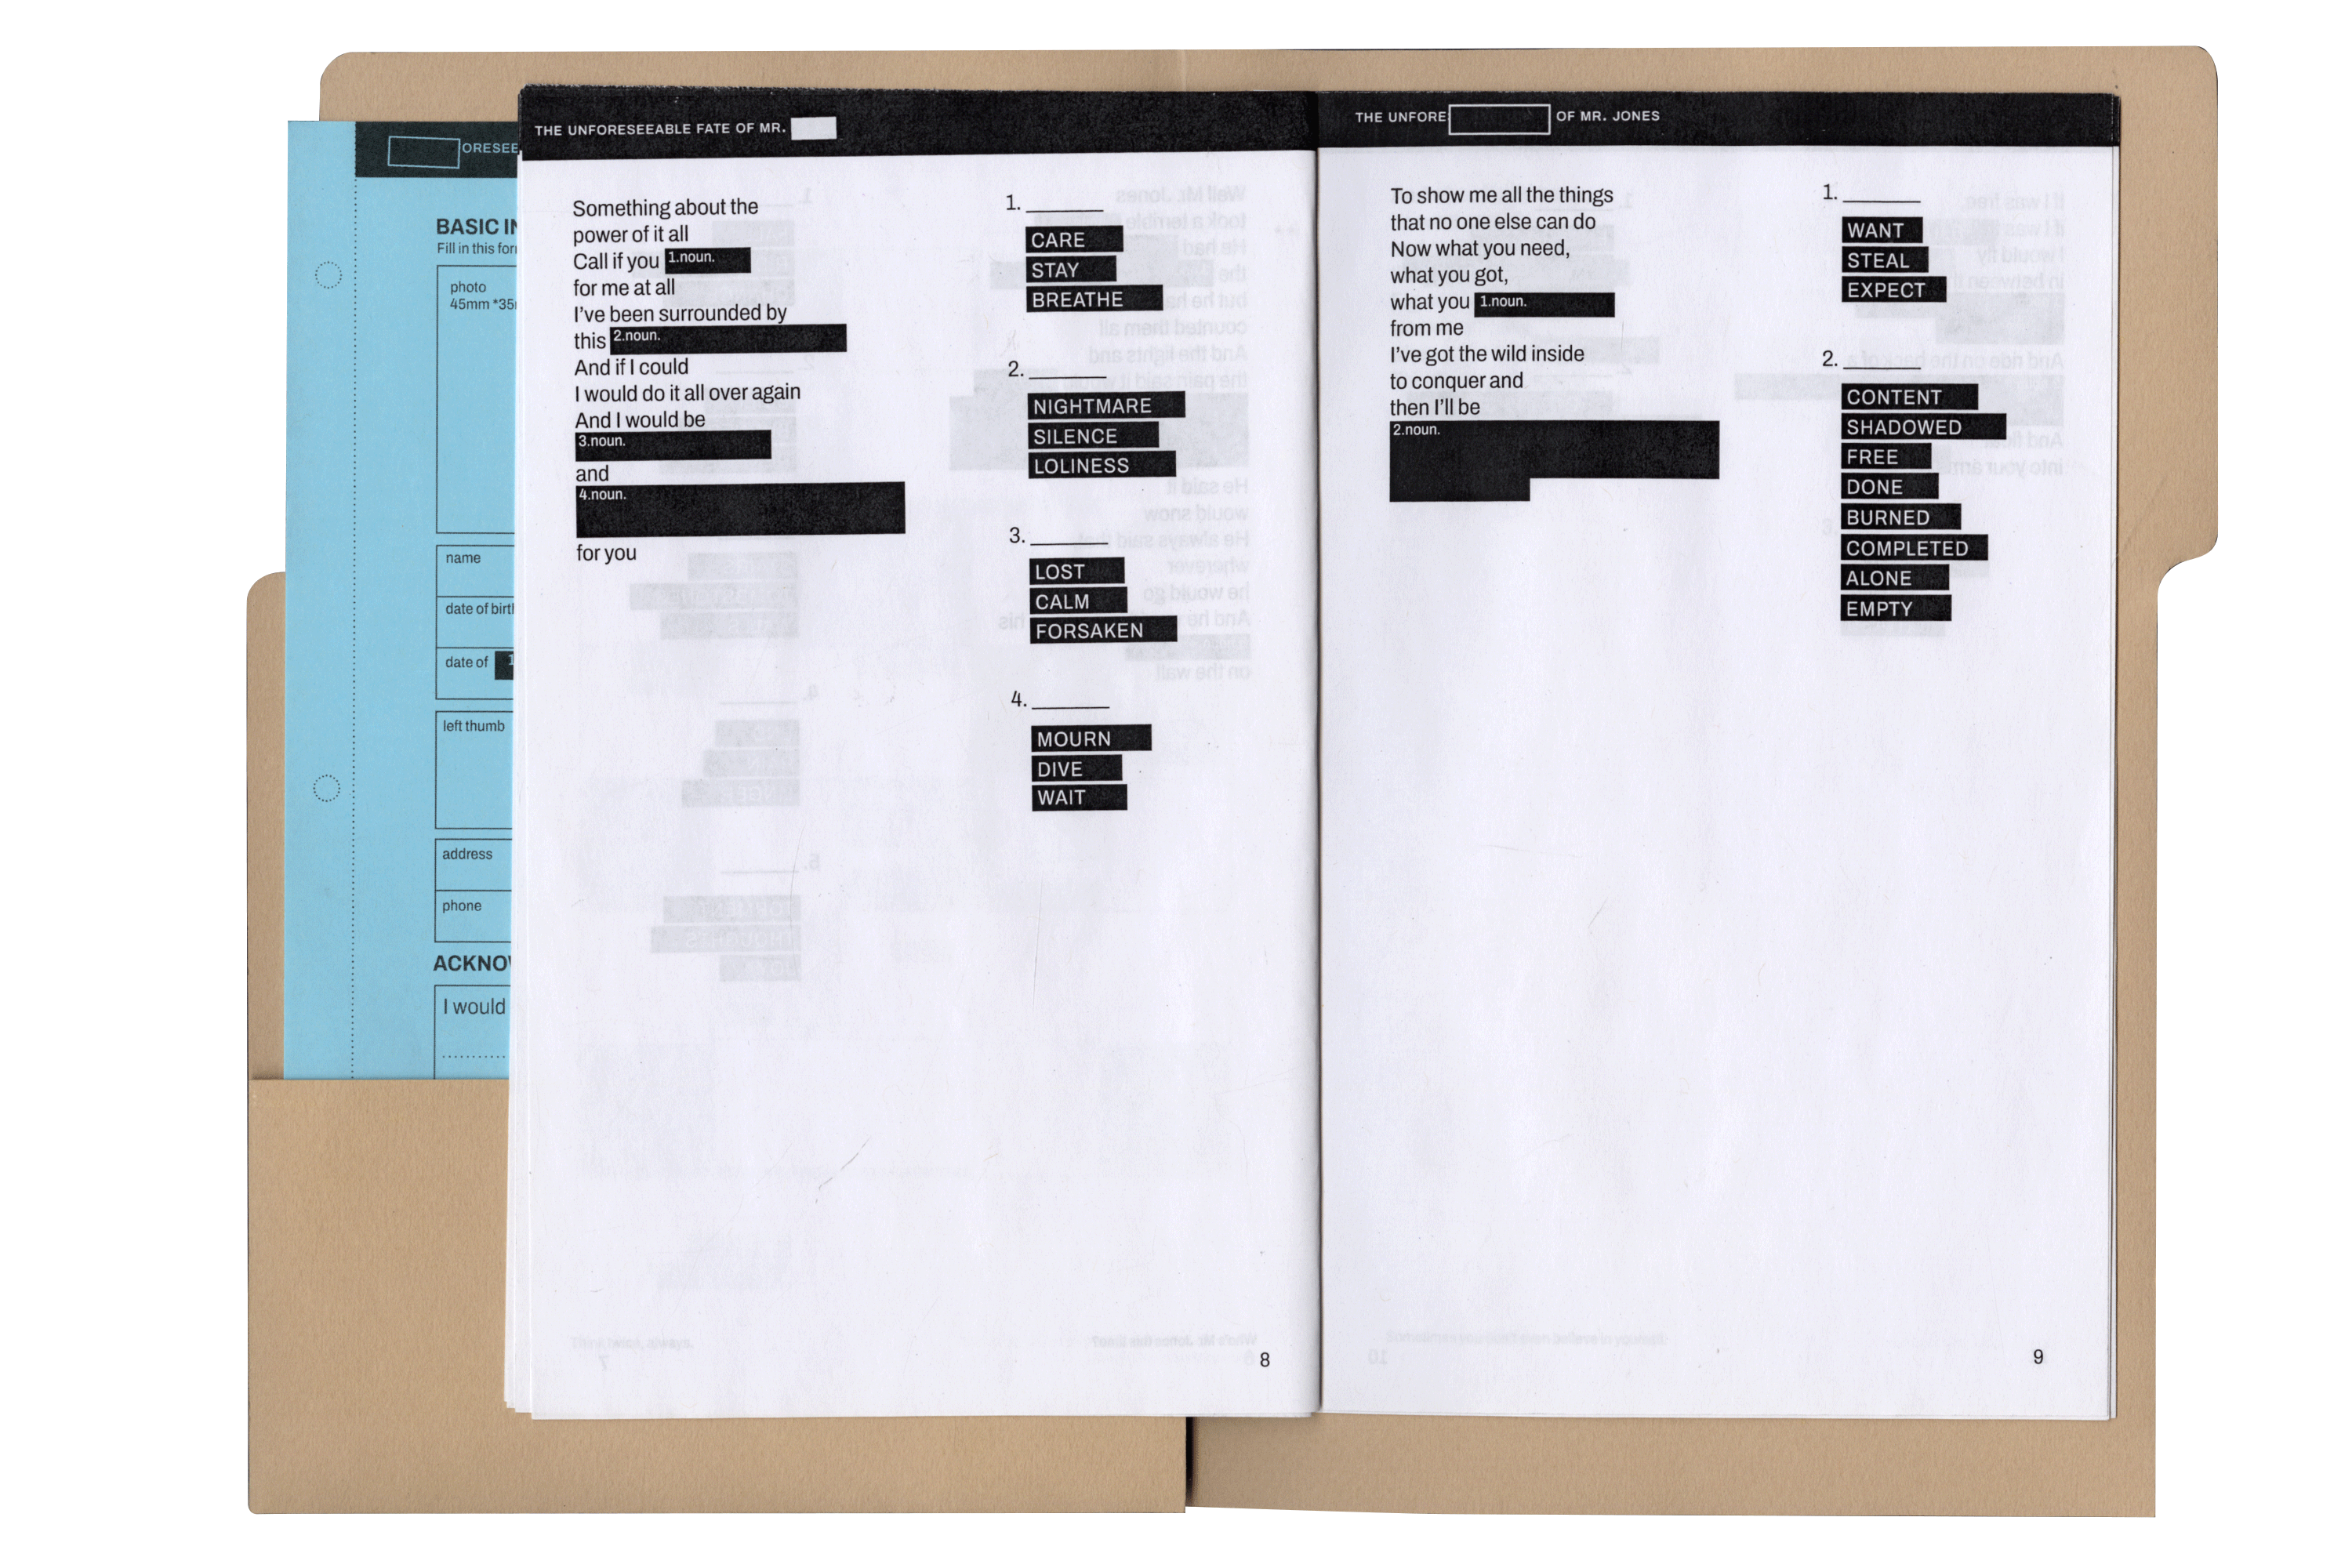 ORESEE
BASIC IN
Fill in this for
photo
45mm *35
name
date of birt
date of
left thumb
address
phone
ACKNO
I would
THE UNFORESEEABLE FATE OF MR.
Something about the
power of it all
Call if you 1.noun.
for me at all
I've been surrounded by
this 2.noun.
And if I could
I would do it all over again
And I would be
3.noun.
and
4.noun.
for you
1.
CARE
STAY
BREATHE
2.
NIGHTMARE
SILENCE
LOLINESS
3.
LOST
CALM
FORSAKEN
4.
MOURN
DIVE
WAIT
8
THE UNFORE OF MR. JONES
To show me all the things
that no one else can do
Now what you need,
what you got,
what you 1.noun.
from me
I've got the wild inside
to conquer and
then I'll be
2.noun.
1.
WANT
STEAL
EXPECT
2.
CONTENT
SHADOWED
FREE
DONE
BURNED
COMPLETED
ALONE
EMPTY
9